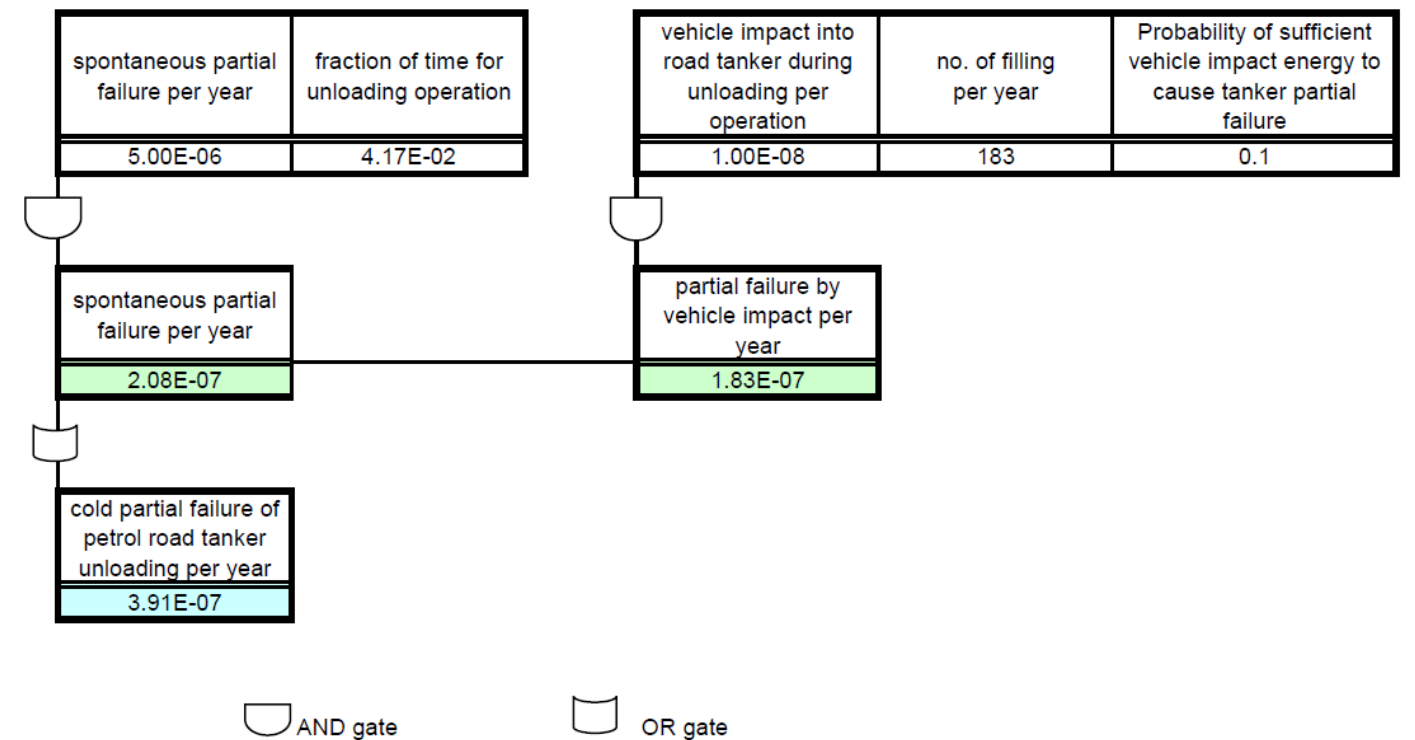 spontaneous partial
failure per year
fraction of time for
unloading operation
5.00E-06
4.17E-02
vehicle impact into
road tanker during
unloading per
operation
no. of filling
per year
Probability of sufficient
vehicle impact energy to
cause tanker partial
failure
1.00E-08
183
0.1
spontaneous partial
failure per year
2.08E-07
partial failure by
vehicle impact per
year
1.83E-07
cold partial failure of
petrol road tanker
unloading per year
3.91E-07
AND gate
OR gate